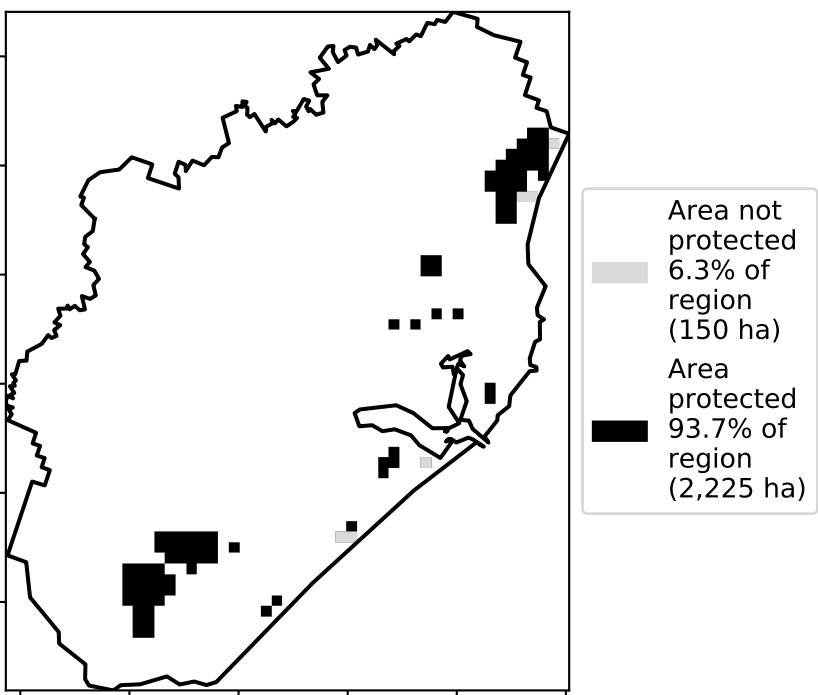 Area not
protected
6.3% of
region
(150 ha)
Area
protected
93.7% of
region
(2,225 ha)